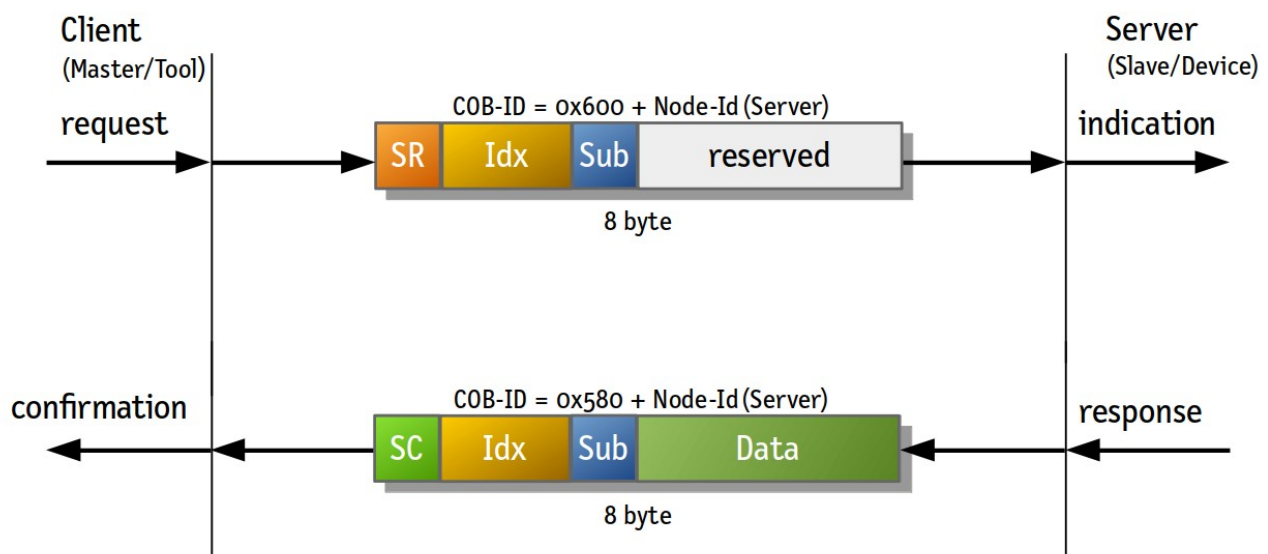 Client
(Master/Tool)
request
Server
(Slave/Device)
indication
COB-ID = 0x600 + Node-Id (Server)
SR Idx Sub reserved
8 byte
confirmation
response
COB-ID = 0x580 + Node-Id (Server)
SC Idx Sub Data
8 byte